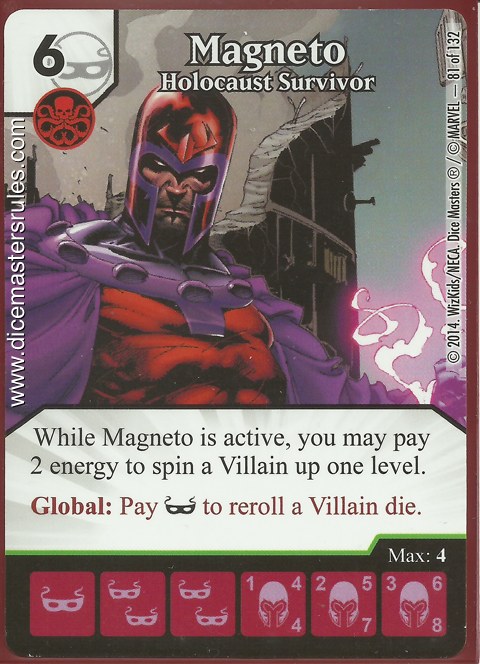 6
Magneto
Holocaust Survivor
© 2014. WizKids/NECA. Dice Masters ® / © MARVEL — 81 of 132
www.dicemastersrules.com
While Magneto is active, you may pay
2 energy to spin a Villain up one level.
Global: Pay to reroll a Villain die.
Max: 4
1 4 4
2 5 7
3 6 8